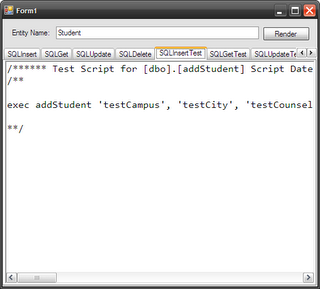 Form1
Entity Name: Student Render
SQLInsert SQLGet SQLUpdate SQLDelete SQLInsertTest SQLGetTest SQLUpdateTe
/****** Test Script for [dbo].[addStudent] Script Date
/**
exec addStudent 'testCampus', 'testCity', 'testCounsel
**/